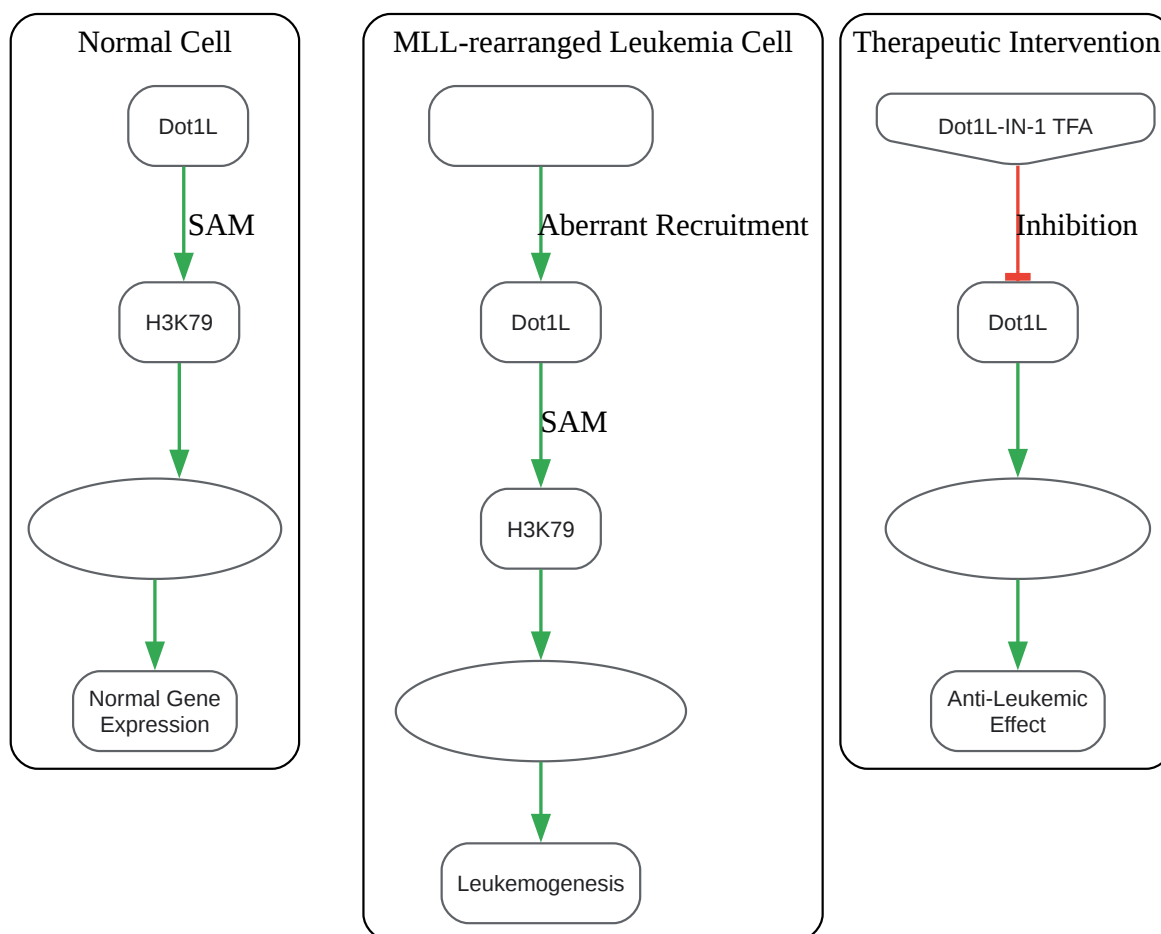 Normal Cell
Dot1L
SAM
H3K79
Normal Gene
Expression
MLL-rearranged Leukemia Cell
Aberrant Recruitment
Dot1L
SAM
H3K79
Leukemogenesis
Therapeutic Intervention
Dot1L-IN-1 TFA
Inhibition
Dot1L
Anti-Leukemic
Effect